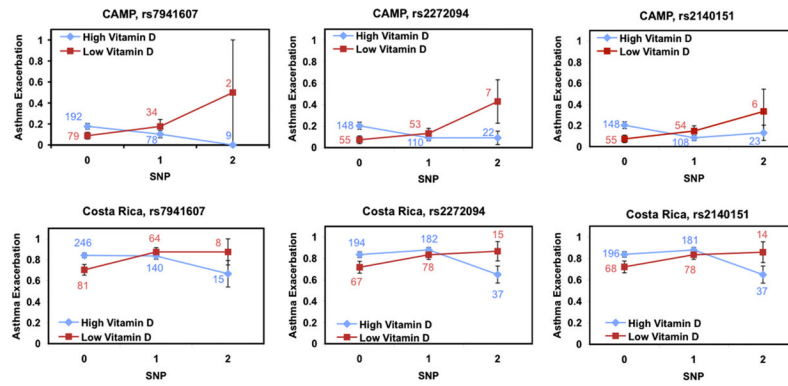 CAMP, rs7941607
Asthma Exacerbation
1
0.8
0.6
0.4
0.2
0
High Vitamin D
Low Vitamin D
192
79
34
78
2
9
0 1 2
SNP
CAMP, rs2272094
Asthma Exacerbation
1
0.8
0.6
0.4
0.2
0
High Vitamin D
Low Vitamin D
148
55
53
110
7
22
0 1 2
SNP
CAMP, rs2140151
Asthma Exacerbation
1
0.8
0.6
0.4
0.2
0
High Vitamin D
Low Vitamin D
148
55
54
108
6
23
0 1 2
SNP
Costa Rica, rs7941607
Asthma Exacerbation
1
0.8
0.6
0.4
0.2
0
246
81
64
140
8
15
High Vitamin D
Low Vitamin D
0 1 2
SNP
Costa Rica, rs2272094
Asthma Exacerbation
1
0.8
0.6
0.4
0.2
0
194
67
182
78
15
37
High Vitamin D
Low Vitamin D
0 1 2
SNP
Costa Rica, rs2140151
Asthma Exacerbation
1
0.8
0.6
0.4
0.2
0
196
68
181
78
14
37
High Vitamin D
Low Vitamin D
0 1 2
SNP